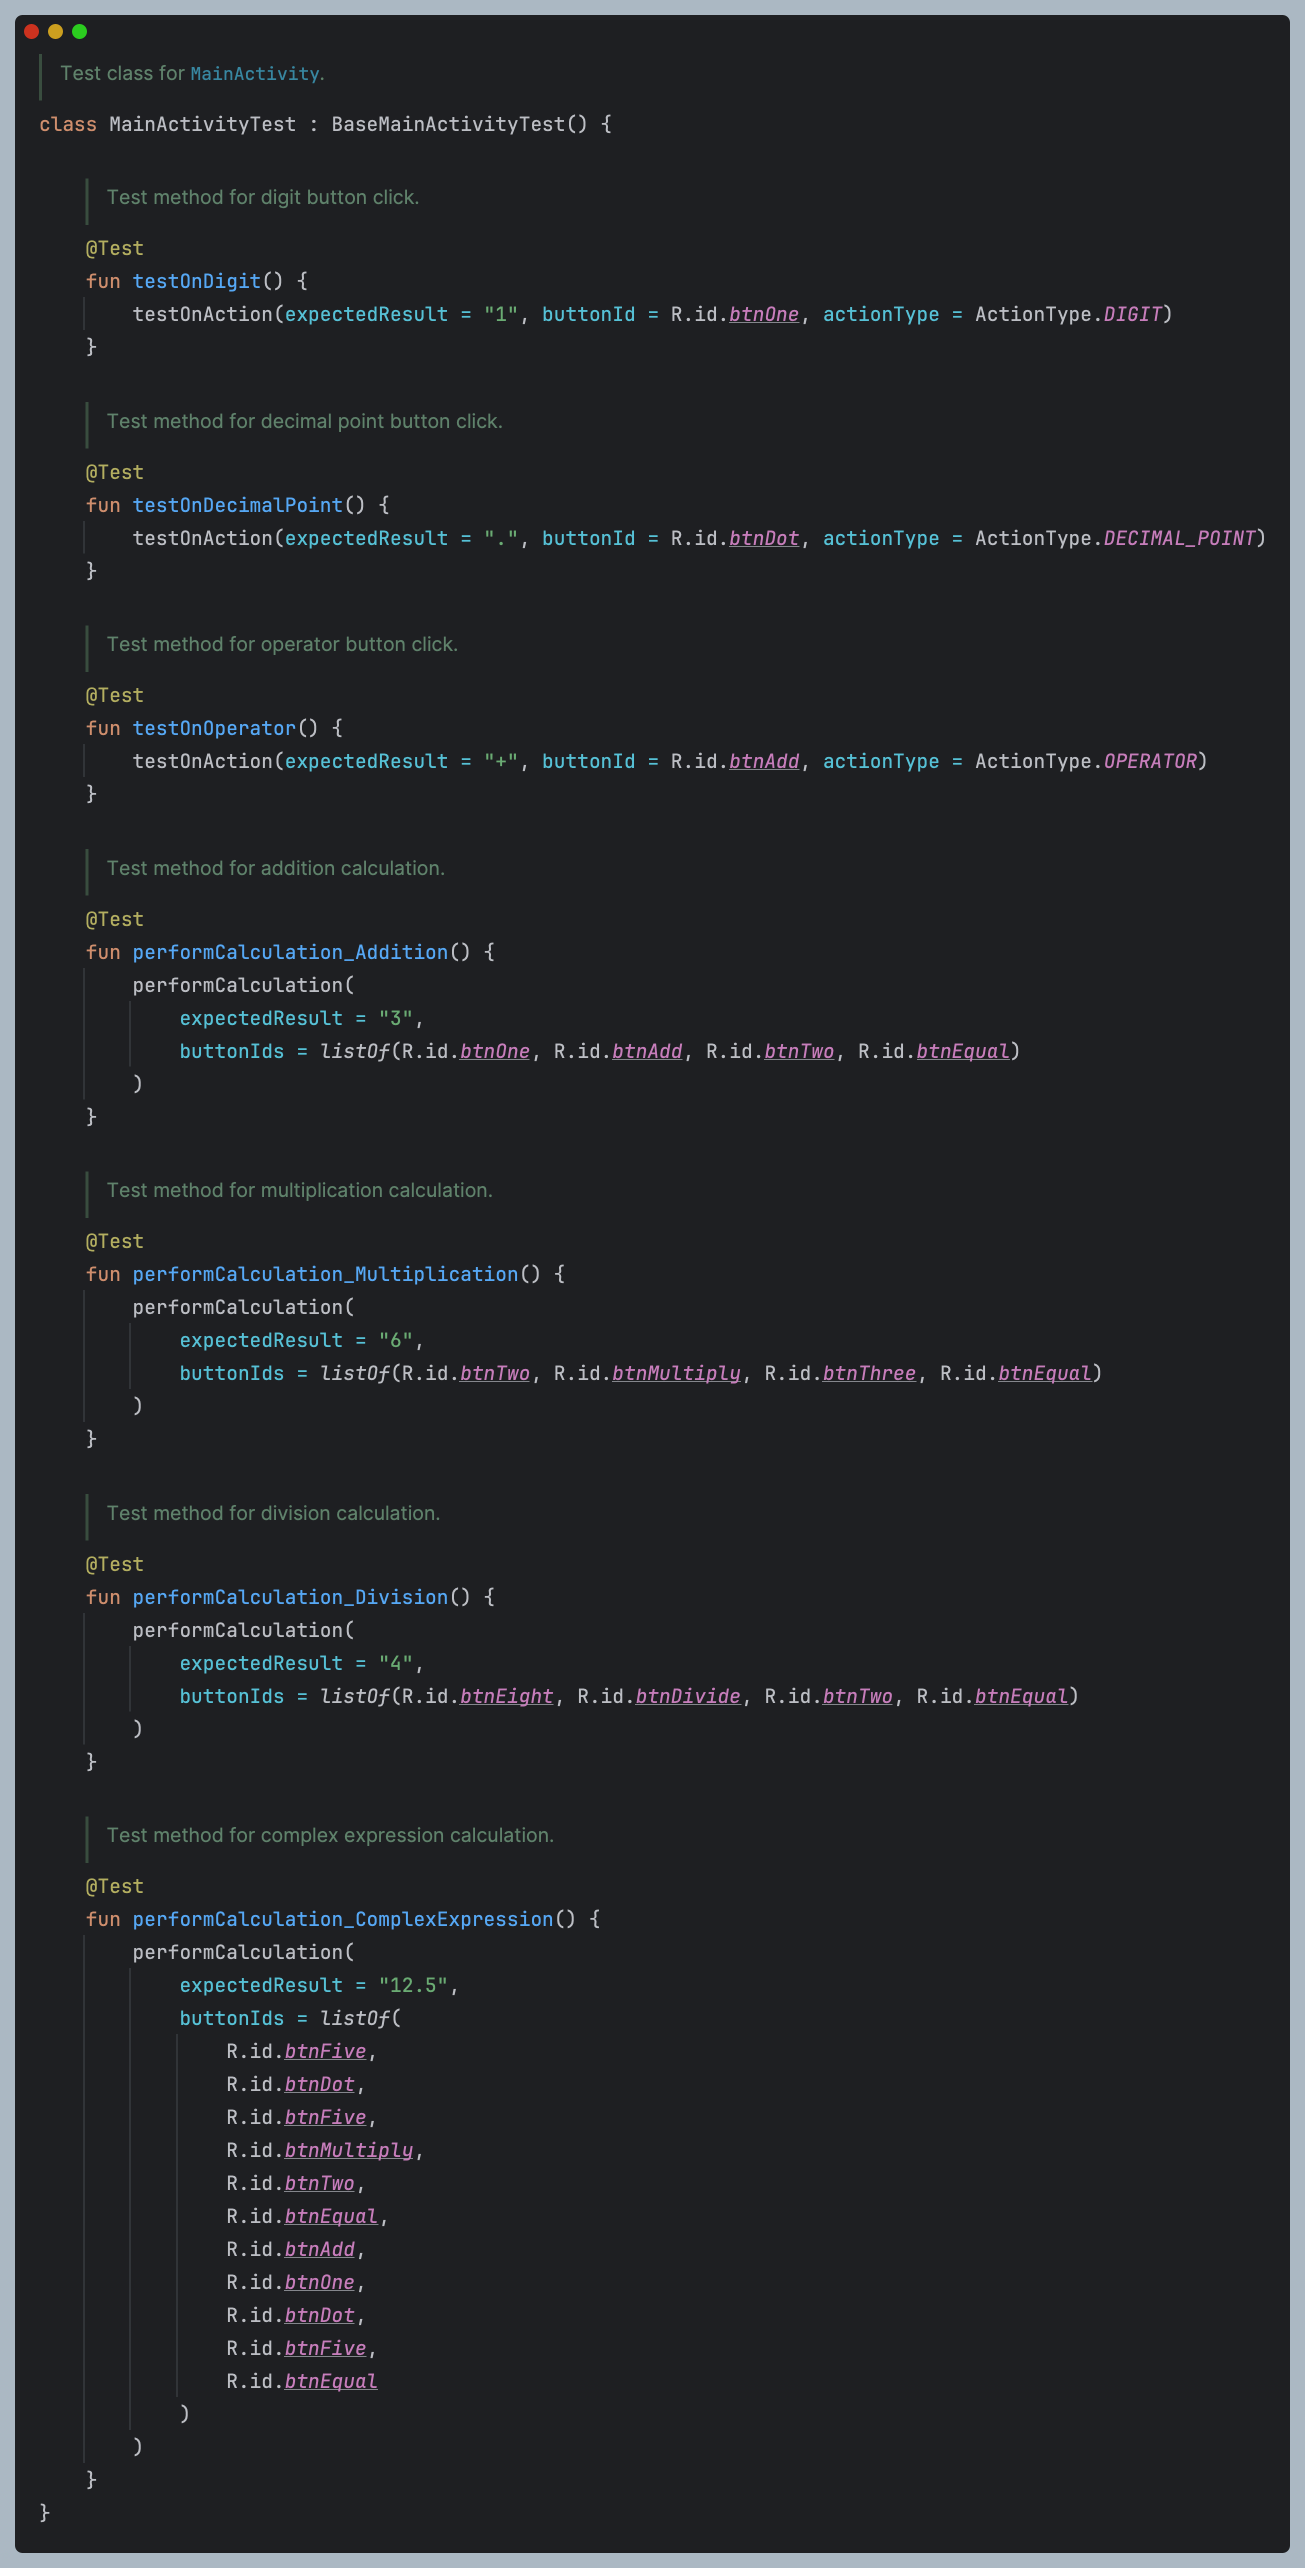 Test class for MainActivity.
class MainActivityTest : BaseMainActivityTest() {
Test method for digit button click.
@Test
fun testOnDigit() {
testOnAction(expectedResult = "1", buttonId = R.id.btnOne, actionType = ActionType.DIGIT)
}
Test method for decimal point button click.
@Test
fun testOnDecimalPoint() {
testOnAction(expectedResult = ".", buttonId = R.id.btnDot, actionType = ActionType.DECIMAL_POINT)
}
Test method for operator button click.
@Test
fun testOnOperator() {
testOnAction(expectedResult = "+", buttonId = R.id.btnAdd, actionType = ActionType.OPERATOR)
}
Test method for addition calculation.
@Test
fun performCalculation_Addition() {
performCalculation(
expectedResult = "3",
buttonIds = listOf(R.id.btnOne, R.id.btnAdd, R.id.btnTwo, R.id.btnEqual)
)
}
Test method for multiplication calculation.
@Test
fun performCalculation_Multiplication() {
performCalculation(
expectedResult = "6",
buttonIds = listOf(R.id.btnTwo, R.id.btnMultiply, R.id.btnThree, R.id.btnEqual)
)
}
Test method for division calculation.
@Test
fun performCalculation_Division() {
performCalculation(
expectedResult = "4",
buttonIds = listOf(R.id.btnEight, R.id.btnDivide, R.id.btnTwo, R.id.btnEqual)
)
}
Test method for complex expression calculation.
@Test
fun performCalculation_ComplexExpression() {
performCalculation(
expectedResult = "12.5",
buttonIds = listOf(
R.id.btnFive,
R.id.btnDot,
R.id.btnFive,
R.id.btnMultiply,
R.id.btnTwo,
R.id.btnEqual,
R.id.btnAdd,
R.id.btnOne,
R.id.btnDot,
R.id.btnFive,
R.id.btnEqual
)
)
}
}